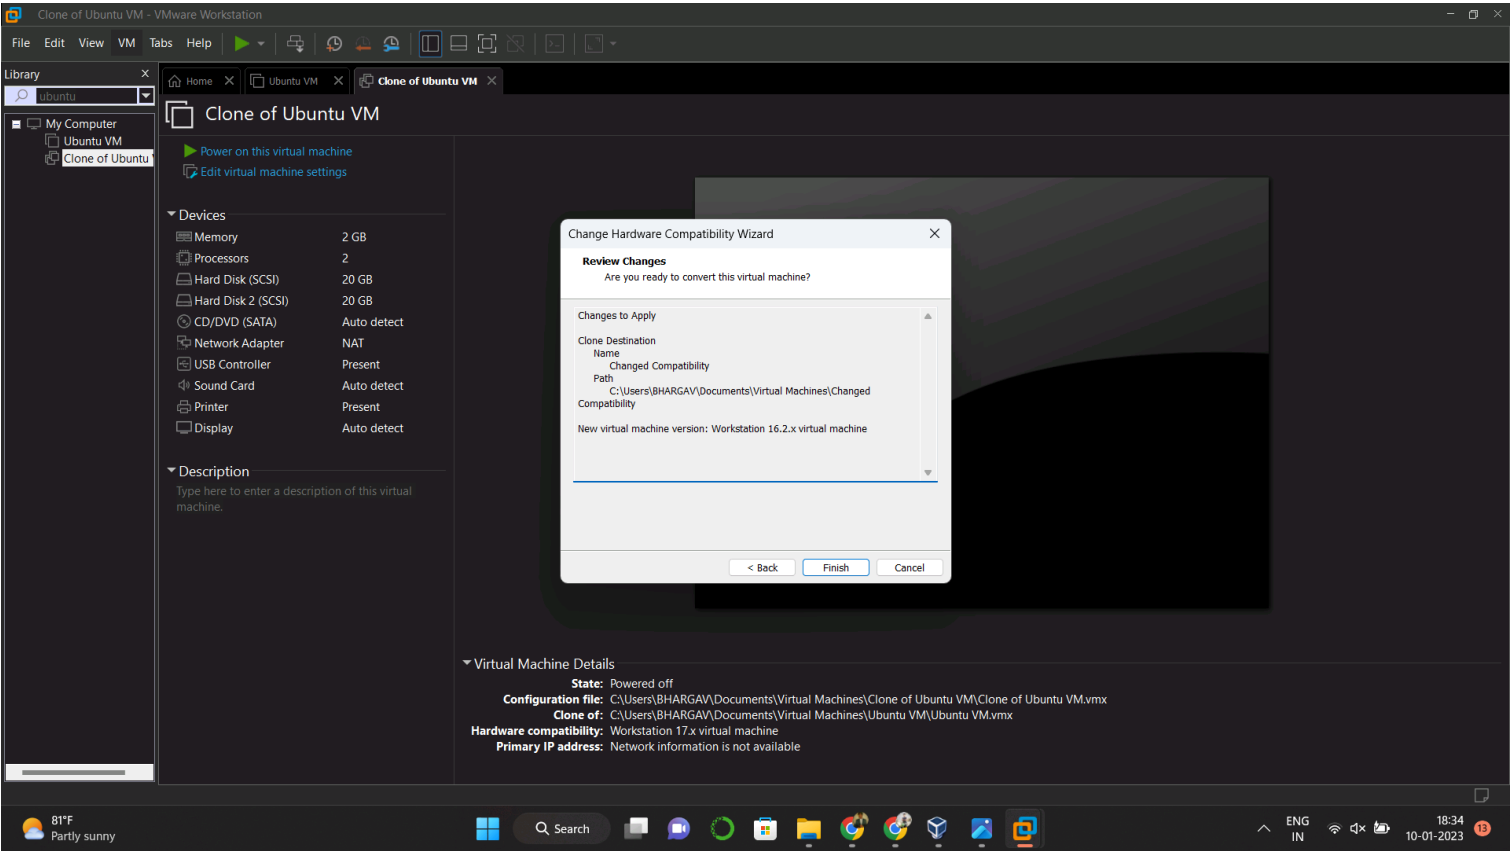 Clone of Ubuntu VM - VMware Workstation
File Edit View VM Tabs Help
Library X
Home Ubuntu VM Clone of Ubuntu VM
ubuntu
Clone of Ubuntu VM
My Computer
Ubuntu VM
Clone of Ubuntu
Power on this virtual machine
Edit virtual machine settings
Devices
Memory 2 GB
Processors 2
Hard Disk (SCSI) 20 GB
Hard Disk 2 (SCSI) 20 GB
CD/DVD (SATA) Auto detect
Network Adapter NAT
USB Controller Present
Sound Card Auto detect
Printer Present
Display Auto detect
Description
Type here to enter a description of this virtual
machine.
Change Hardware Compatibility Wizard
Review Changes
Are you ready to convert this virtual machine?
Changes to Apply
Clone Destination
Name
Changed Compatibility
Path
C:\Users\BHARGAV\Documents\Virtual Machines\Changed
Compatibility
New virtual machine version: Workstation 16.2.x virtual machine
< Back Finish Cancel
Virtual Machine Details
State: Powered off
Configuration file: C:\Users\BHARGAV\Documents\Virtual Machines\Clone of Ubuntu VM\Clone of Ubuntu VM.vmx
Clone of: C:\Users\BHARGAV\Documents\Virtual Machines\Ubuntu VM\Ubuntu VM.vmx
Hardware compatibility: Workstation 17.x virtual machine
Primary IP address: Network information is not available
81°F
Partly sunny
Search
ENG
IN
18:34
10-01-2023
13